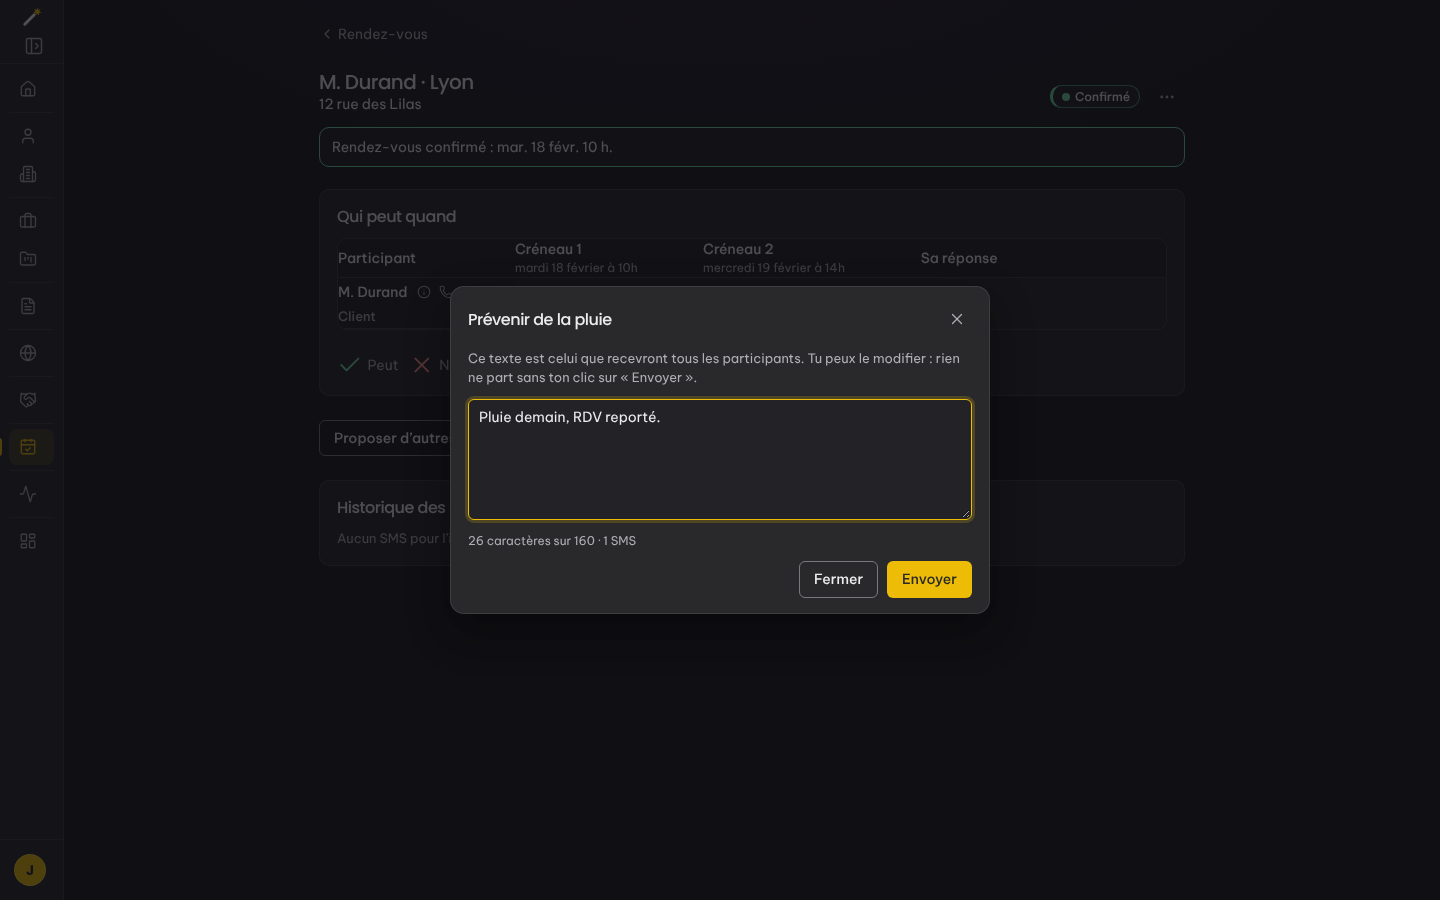 Rendez-vous
M. Durand · Lyon
12 rue des Lilas
Confirmé
Rendez-vous confirmé : mar. 18 févr. 10 h.
Qui peut quand
Participant
Créneau 1
mardi 18 février à 10h
Créneau 2
mercredi 19 février à 14h
Sa réponse
M. Durand
Client
Peut
Prévenir de la pluie
Ce texte est celui que recevront tous les participants. Tu peux le modifier : rien
ne part sans ton clic sur « Envoyer ».
Pluie demain, RDV reporté.
26 caractères sur 160 · 1 SMS
Fermer
Envoyer
Proposer d'autre
Historique des
Aucun SMS pour l'
J